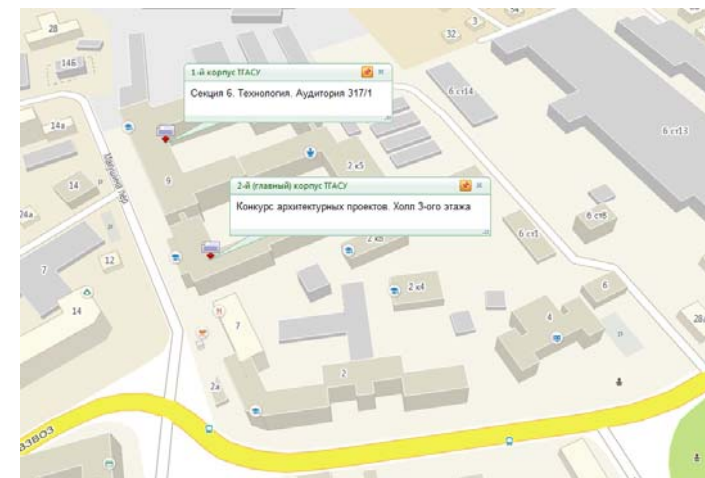 28
3
32
14Б
1-й корпус ТГАСУ
Секция 6. Технология. Аудитория 317/1
6 ст14
6 ст13
14а
9
2 к5
14
2-й (главный) корпус ТГАСУ
Конкурс архитектурных проектов. Холл 3-ого этажа
24а
6 ст8
6 ст1
12
7
2 к4
6
14
7
4
2
2а